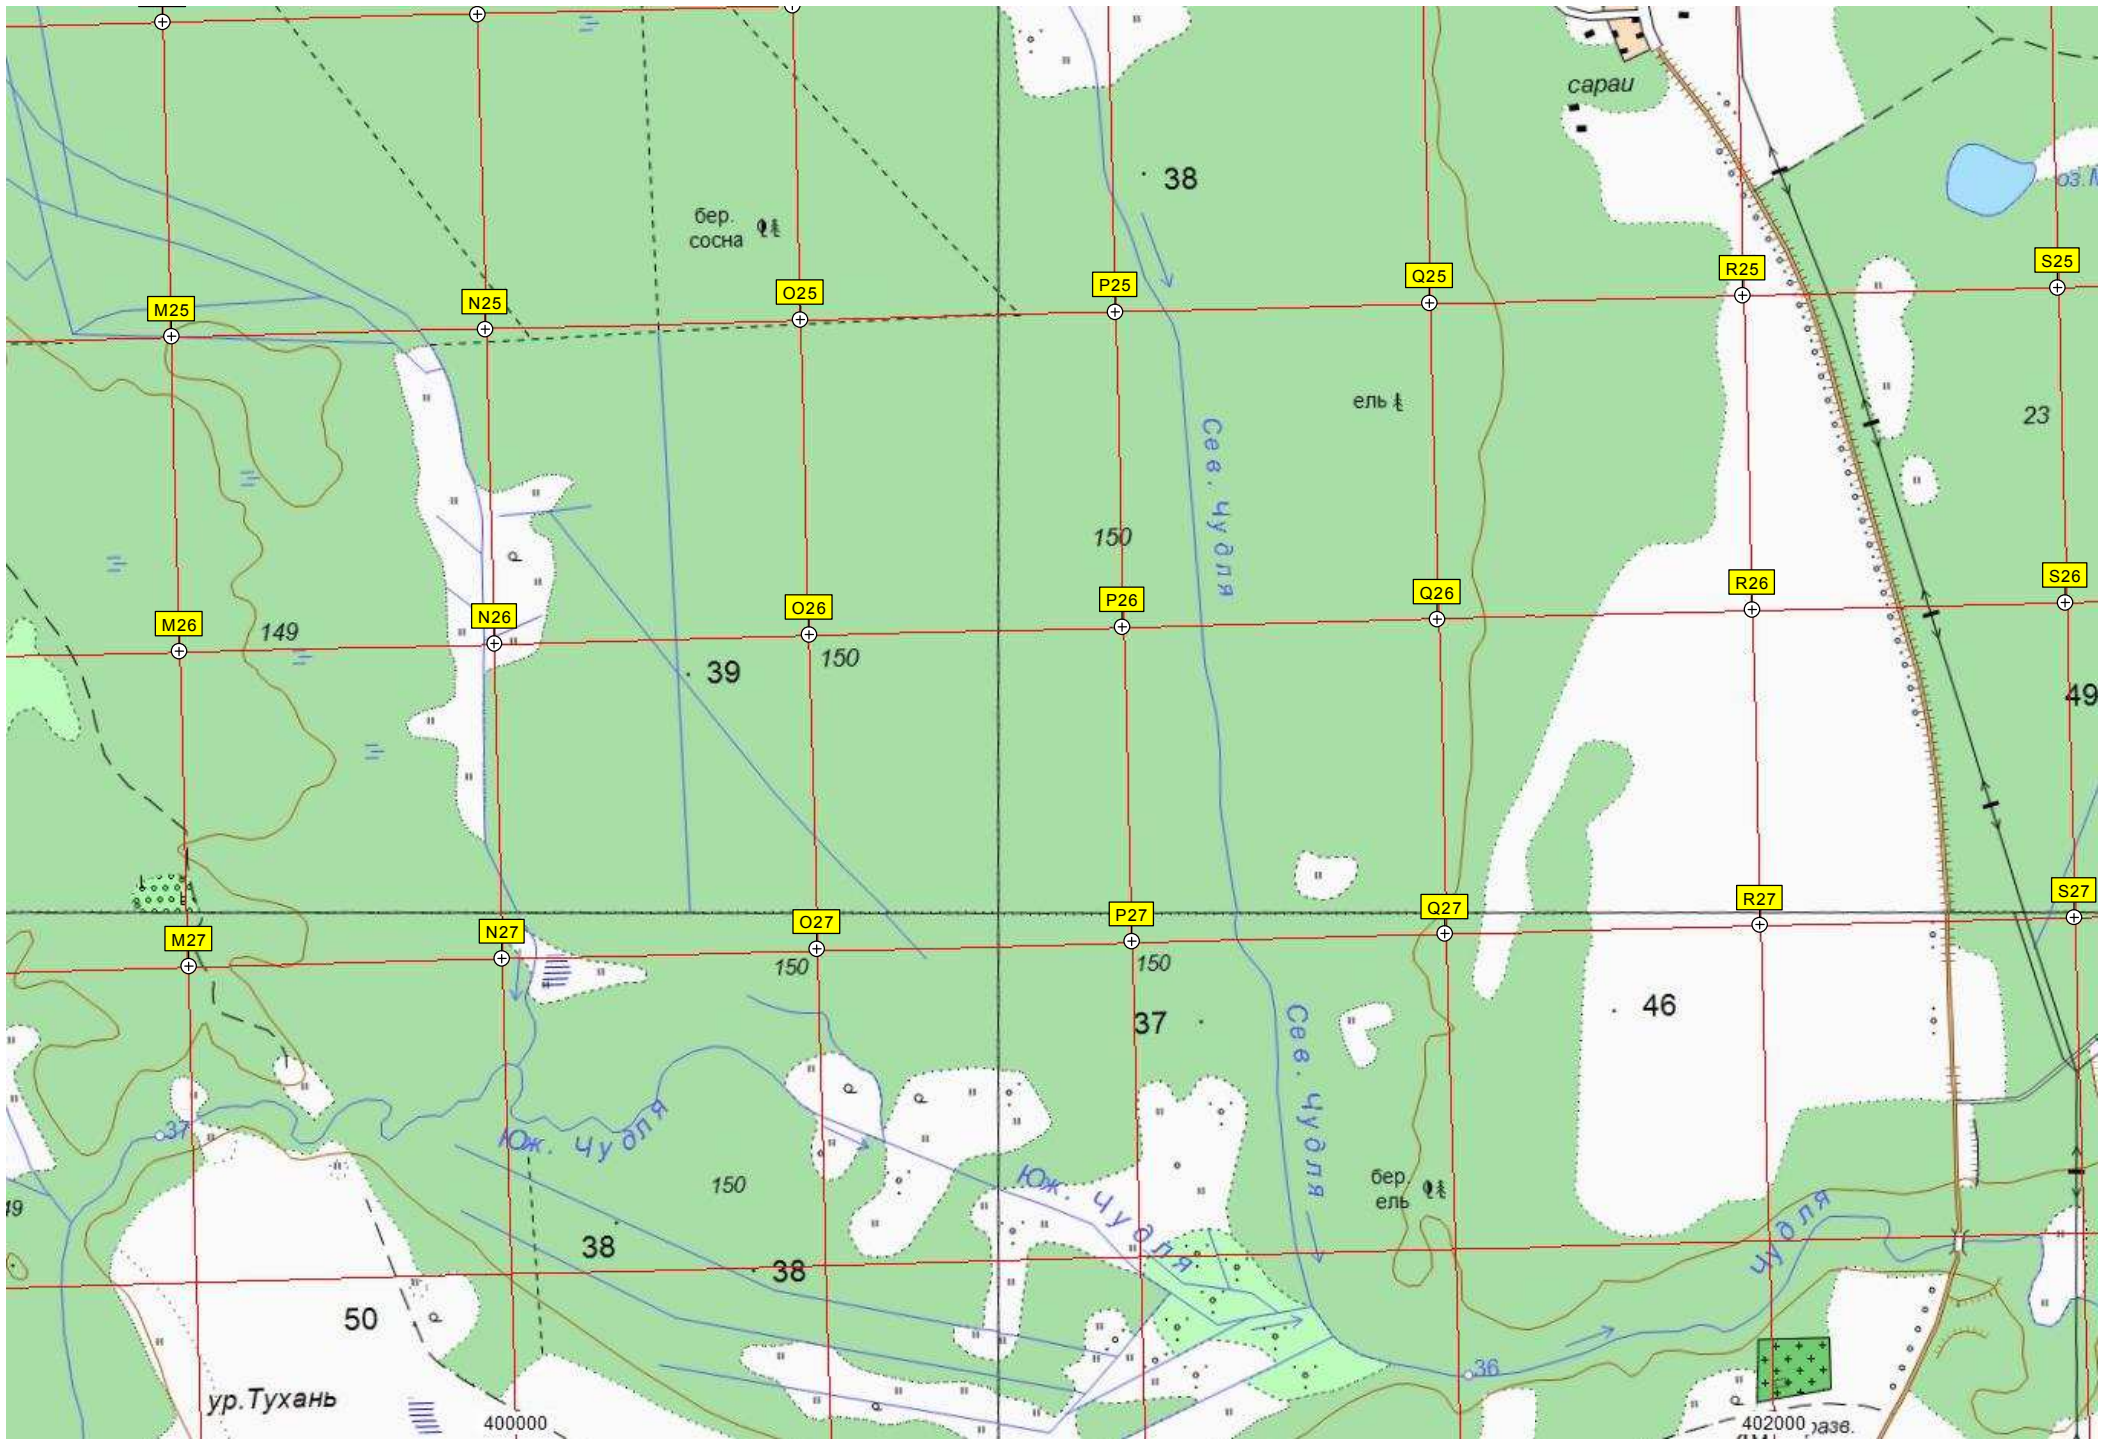 сараи
38
бер.
сосна
оз.
M25
N25
O25
P25
Q25
R25
S25
ель
23
Сев. Чудля
150
M26
N26
O26
P26
Q26
R26
S26
149
150
39
49
M27
N27
O27
P27
Q27
R27
S27
150
150
37
46
Сев. Чудля
37
Юж. Чудля
150
Юж. Чудля
бер.
ель
Чудля
49
38
38
50
36
ур.Тухань
400000
402000
разв.